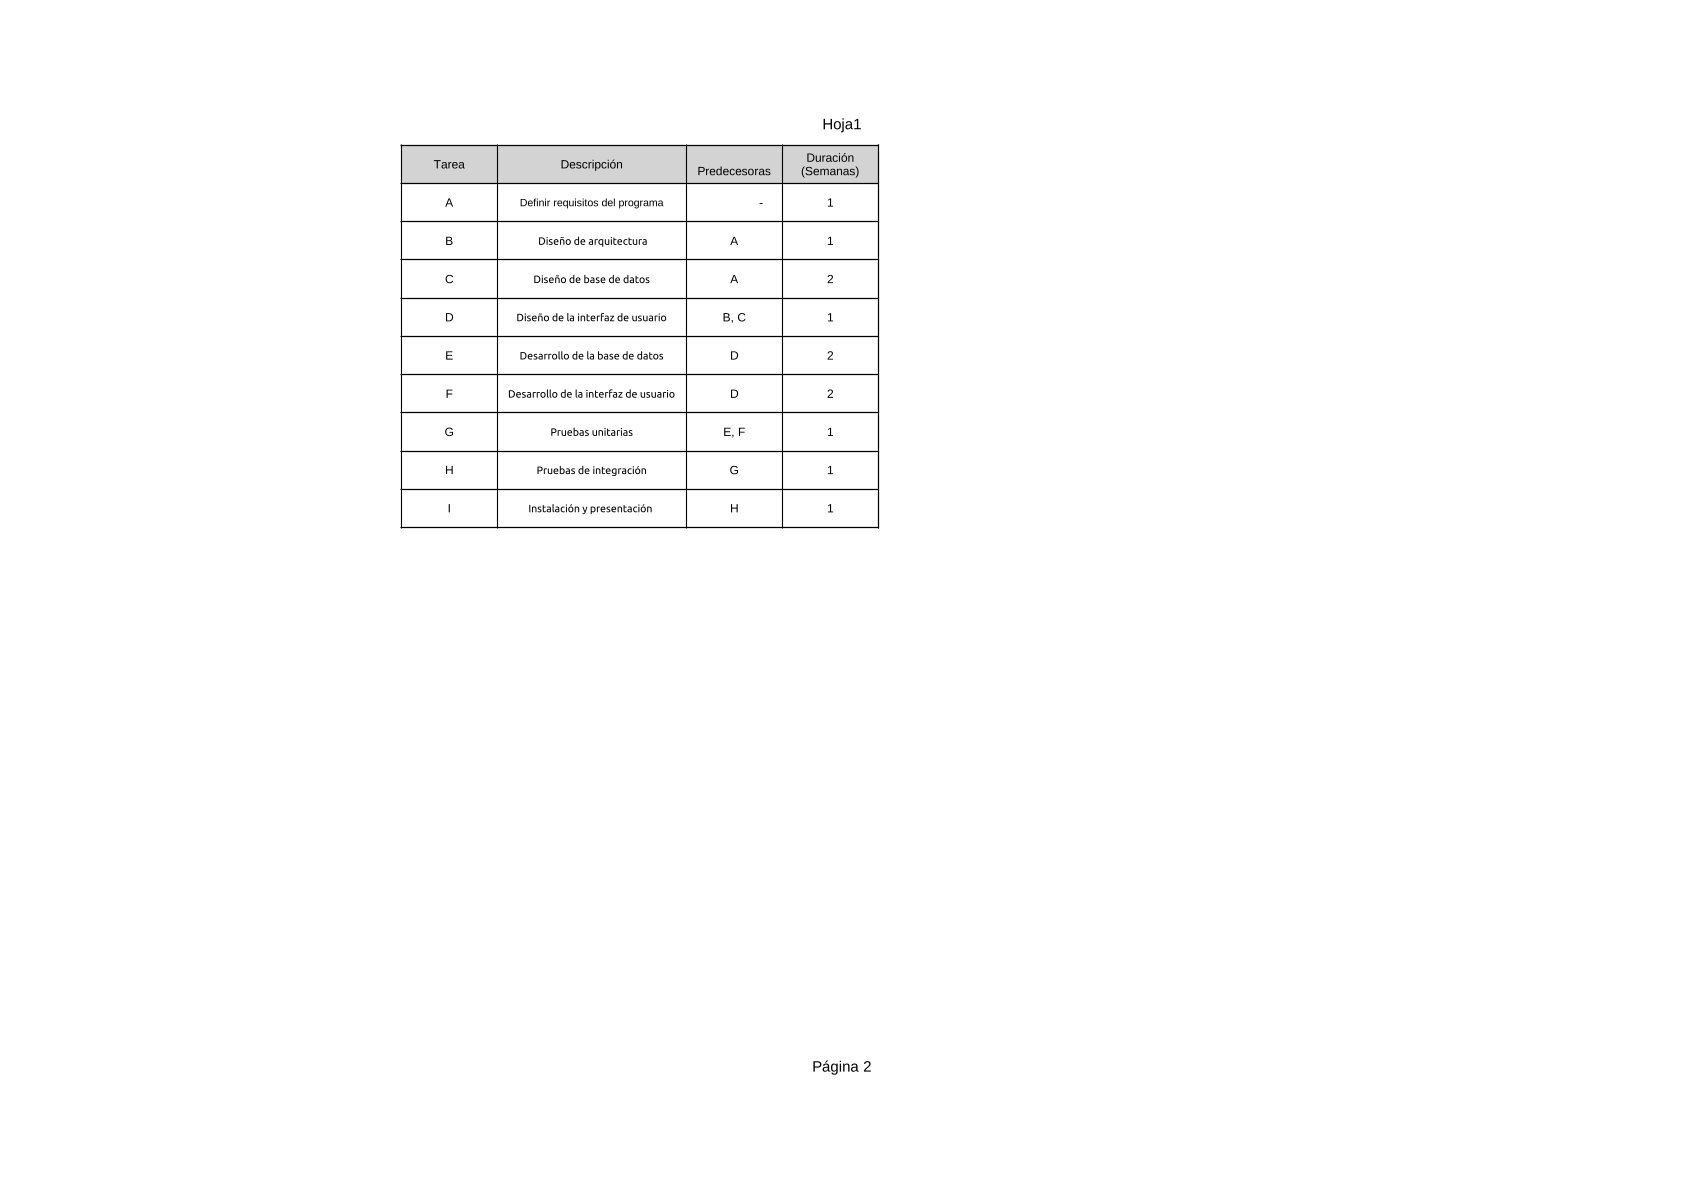 Hoja1
Tarea Descripción Predecesoras Duración (Semanas)
A Definir requisitos del programa - 1
B Diseño de arquitectura A 1
C Diseño de base de datos A 2
D Diseño de la interfaz de usuario B, C 1
E Desarrollo de la base de datos D 2
F Desarrollo de la interfaz de usuario D 2
G Pruebas unitarias E, F 1
H Pruebas de integración G 1
I Instalación y presentación H 1
Página 2